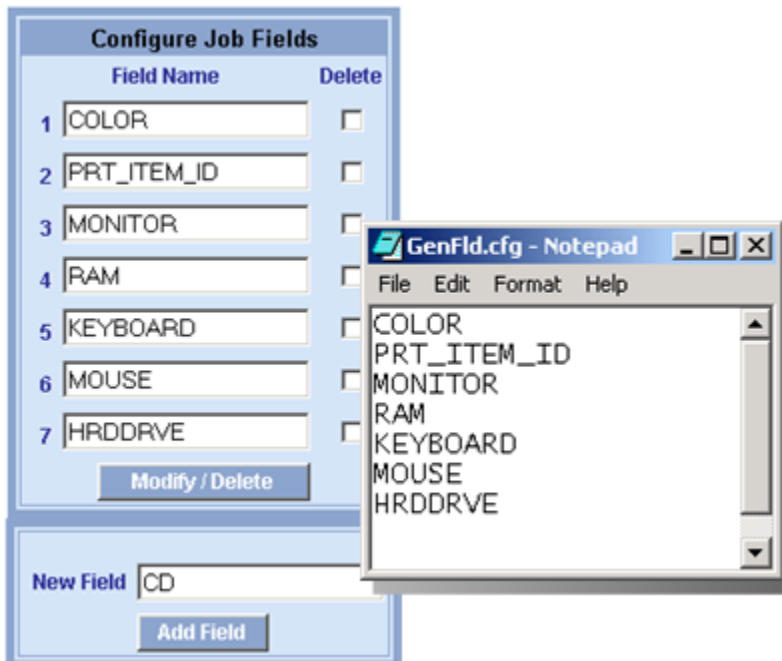 Configure Job Fields
Field Name Delete
1 COLOR
2 PRT_ITEM_ID
3 MONITOR
4 RAM
5 KEYBOARD
6 MOUSE
7 HRDDRVE
Modify / Delete
New Field CD
Add Field
GenFld.cfg - Notepad
File Edit Format Help
COLOR
PRT_ITEM_ID
MONITOR
RAM
KEYBOARD
MOUSE
HRDDRVE